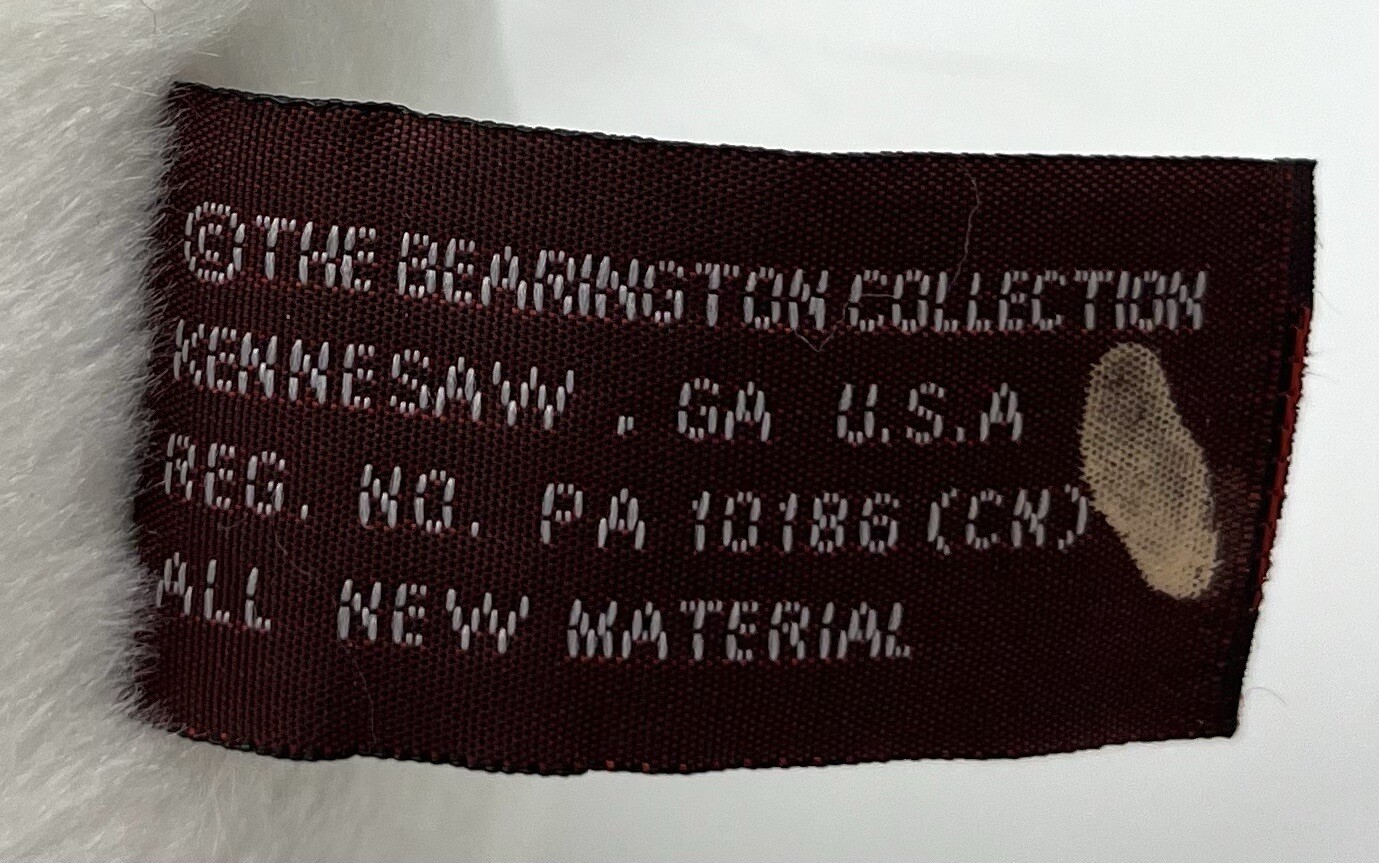 ©THE BEARINGTON COLLECTION
KENNESAW , GA U.S.A
REG. NO. PA 10186 (CN)
ALL NEW MATERIAL